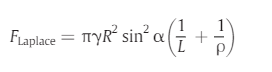 F_Laplace = πγR² sin² α(1/L + 1/ρ)